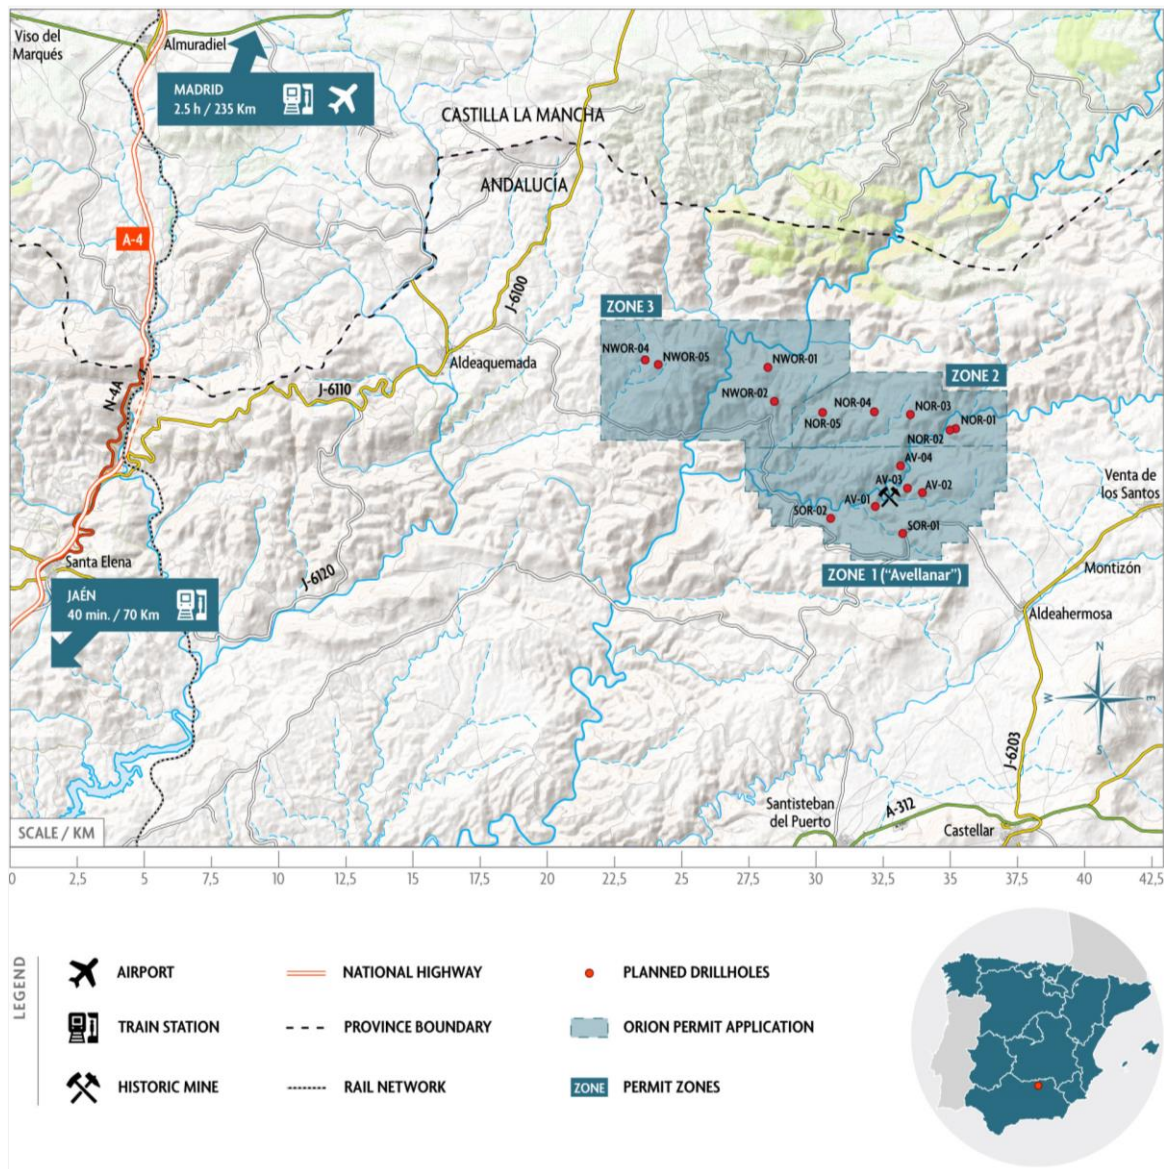 Viso del
Marqués
Almuradiel
MADRID
2.5 h / 235 Km
CASTILLA LA MANCHA
ANDALUCÍA
A-4
J-6100
ZONE 3
NWOR-04
NWOR-05
NWOR-01
Aldeaquemada
ZONE 2
N-4A
J-6110
NWOR-02
NOR-04
NOR-03
NOR-05
NOR-01
NOR-02
AV-04
AV-03
AV-02
AV-01
SOR-02
SOR-01
Venta de
los Santos
Santa Elena
J-6120
ZONE 1 ("Avellanar")
Montizón
JAÉN
40 min. / 70 Km
Aldeahermosa
N
W
E
S
J-6203
Santisteban
del Puerto
A-312
Castellar
SCALE / KM
0 2,5 5 7,5 10 12,5 15 17,5 20 22,5 25 27,5 30 32,5 35 37,5 40 42,5
LEGEND
AIRPORT
NATIONAL HIGHWAY
PLANNED DRILLHOLES
TRAIN STATION
PROVINCE BOUNDARY
ORION PERMIT APPLICATION
HISTORIC MINE
RAIL NETWORK
ZONE
PERMIT ZONES